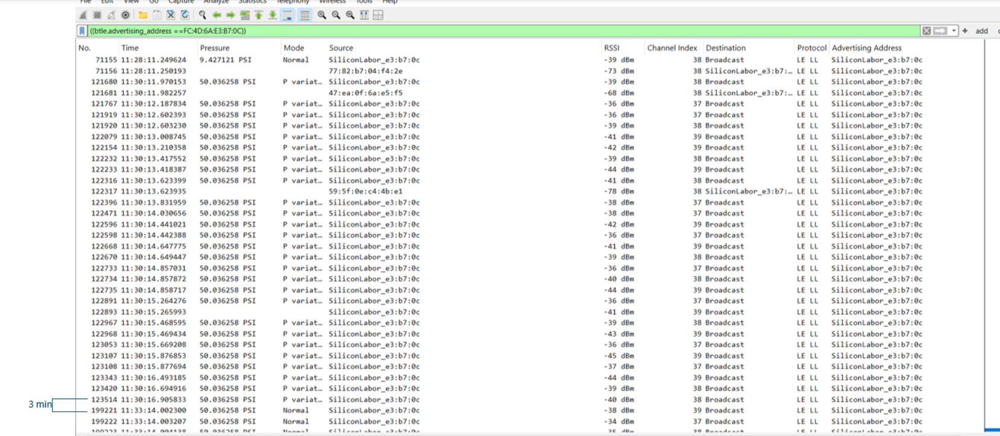 File Edit View Go Capture Analyze Statistics Telephony Wireless Tools Help
((btle.advertising_address ==FC:4D:6A:E3:B7:0C)) + add
No. Time Pressure Mode Source RSSI Channel Index Destination Protocol Advertising Address
71155 11:28:11.249624 9.427121 PSI Normal SiliconLabor_e3:b7:0c -39 dBm 38 Broadcast LE LL SiliconLabor_e3:b7:0c
71156 11:28:11.250193 77:82:b7:04:f4:2e -73 dBm 38 SiliconLabor_e3:b7:… LE LL SiliconLabor_e3:b7:0c
121680 11:30:11.970153 50.036258 PSI P variat… SiliconLabor_e3:b7:0c -39 dBm 38 Broadcast LE LL SiliconLabor_e3:b7:0c
121681 11:30:11.982257 47:ea:0f:6a:e5:f5 -68 dBm 38 SiliconLabor_e3:b7:… LE LL SiliconLabor_e3:b7:0c
121767 11:30:12.187834 50.036258 PSI P variat… SiliconLabor_e3:b7:0c -36 dBm 37 Broadcast LE LL SiliconLabor_e3:b7:0c
121919 11:30:12.602393 50.036258 PSI P variat… SiliconLabor_e3:b7:0c -36 dBm 37 Broadcast LE LL SiliconLabor_e3:b7:0c
121920 11:30:12.603230 50.036258 PSI P variat… SiliconLabor_e3:b7:0c -39 dBm 38 Broadcast LE LL SiliconLabor_e3:b7:0c
122079 11:30:13.008745 50.036258 PSI P variat… SiliconLabor_e3:b7:0c -41 dBm 39 Broadcast LE LL SiliconLabor_e3:b7:0c
122154 11:30:13.210358 50.036258 PSI P variat… SiliconLabor_e3:b7:0c -42 dBm 39 Broadcast LE LL SiliconLabor_e3:b7:0c
122232 11:30:13.417552 50.036258 PSI P variat… SiliconLabor_e3:b7:0c -39 dBm 38 Broadcast LE LL SiliconLabor_e3:b7:0c
122233 11:30:13.418387 50.036258 PSI P variat… SiliconLabor_e3:b7:0c -44 dBm 39 Broadcast LE LL SiliconLabor_e3:b7:0c
122316 11:30:13.623399 50.036258 PSI P variat… SiliconLabor_e3:b7:0c -41 dBm 38 Broadcast LE LL SiliconLabor_e3:b7:0c
122317 11:30:13.623935 59:5f:0e:c4:4b:e1 -78 dBm 38 SiliconLabor_e3:b7:… LE LL SiliconLabor_e3:b7:0c
122396 11:30:13.831959 50.036258 PSI P variat… SiliconLabor_e3:b7:0c -38 dBm 37 Broadcast LE LL SiliconLabor_e3:b7:0c
122471 11:30:14.030656 50.036258 PSI P variat… SiliconLabor_e3:b7:0c -38 dBm 37 Broadcast LE LL SiliconLabor_e3:b7:0c
122596 11:30:14.441021 50.036258 PSI P variat… SiliconLabor_e3:b7:0c -42 dBm 39 Broadcast LE LL SiliconLabor_e3:b7:0c
122598 11:30:14.442388 50.036258 PSI P variat… SiliconLabor_e3:b7:0c -36 dBm 37 Broadcast LE LL SiliconLabor_e3:b7:0c
122668 11:30:14.647775 50.036258 PSI P variat… SiliconLabor_e3:b7:0c -41 dBm 39 Broadcast LE LL SiliconLabor_e3:b7:0c
122670 11:30:14.649447 50.036258 PSI P variat… SiliconLabor_e3:b7:0c -39 dBm 38 Broadcast LE LL SiliconLabor_e3:b7:0c
122733 11:30:14.857031 50.036258 PSI P variat… SiliconLabor_e3:b7:0c -36 dBm 37 Broadcast LE LL SiliconLabor_e3:b7:0c
122734 11:30:14.857872 50.036258 PSI P variat… SiliconLabor_e3:b7:0c -40 dBm 38 Broadcast LE LL SiliconLabor_e3:b7:0c
122735 11:30:14.858717 50.036258 PSI P variat… SiliconLabor_e3:b7:0c -44 dBm 39 Broadcast LE LL SiliconLabor_e3:b7:0c
122891 11:30:15.264276 50.036258 PSI P variat… SiliconLabor_e3:b7:0c -36 dBm 37 Broadcast LE LL SiliconLabor_e3:b7:0c
122893 11:30:15.265993 SiliconLabor_e3:b7:0c -41 dBm 39 Broadcast LE LL SiliconLabor_e3:b7:0c
122967 11:30:15.468595 50.036258 PSI P variat… SiliconLabor_e3:b7:0c -39 dBm 38 Broadcast LE LL SiliconLabor_e3:b7:0c
122968 11:30:15.469434 50.036258 PSI P variat… SiliconLabor_e3:b7:0c -43 dBm 39 Broadcast LE LL SiliconLabor_e3:b7:0c
123053 11:30:15.669208 50.036258 PSI P variat… SiliconLabor_e3:b7:0c -36 dBm 37 Broadcast LE LL SiliconLabor_e3:b7:0c
123107 11:30:15.876853 50.036258 PSI P variat… SiliconLabor_e3:b7:0c -45 dBm 39 Broadcast LE LL SiliconLabor_e3:b7:0c
123108 11:30:15.877694 50.036258 PSI P variat… SiliconLabor_e3:b7:0c -37 dBm 37 Broadcast LE LL SiliconLabor_e3:b7:0c
123343 11:30:16.493185 50.036258 PSI P variat… SiliconLabor_e3:b7:0c -44 dBm 39 Broadcast LE LL SiliconLabor_e3:b7:0c
123420 11:30:16.694916 50.036258 PSI P variat… SiliconLabor_e3:b7:0c -39 dBm 38 Broadcast LE LL SiliconLabor_e3:b7:0c
123514 11:30:16.905833 50.036258 PSI P variat… SiliconLabor_e3:b7:0c -40 dBm 38 Broadcast LE LL SiliconLabor_e3:b7:0c
3 min
199221 11:33:14.002300 50.036258 PSI Normal SiliconLabor_e3:b7:0c -38 dBm 39 Broadcast LE LL SiliconLabor_e3:b7:0c
199222 11:33:14.003207 50.036258 PSI Normal SiliconLabor_e3:b7:0c -34 dBm 37 Broadcast LE LL SiliconLabor_e3:b7:0c